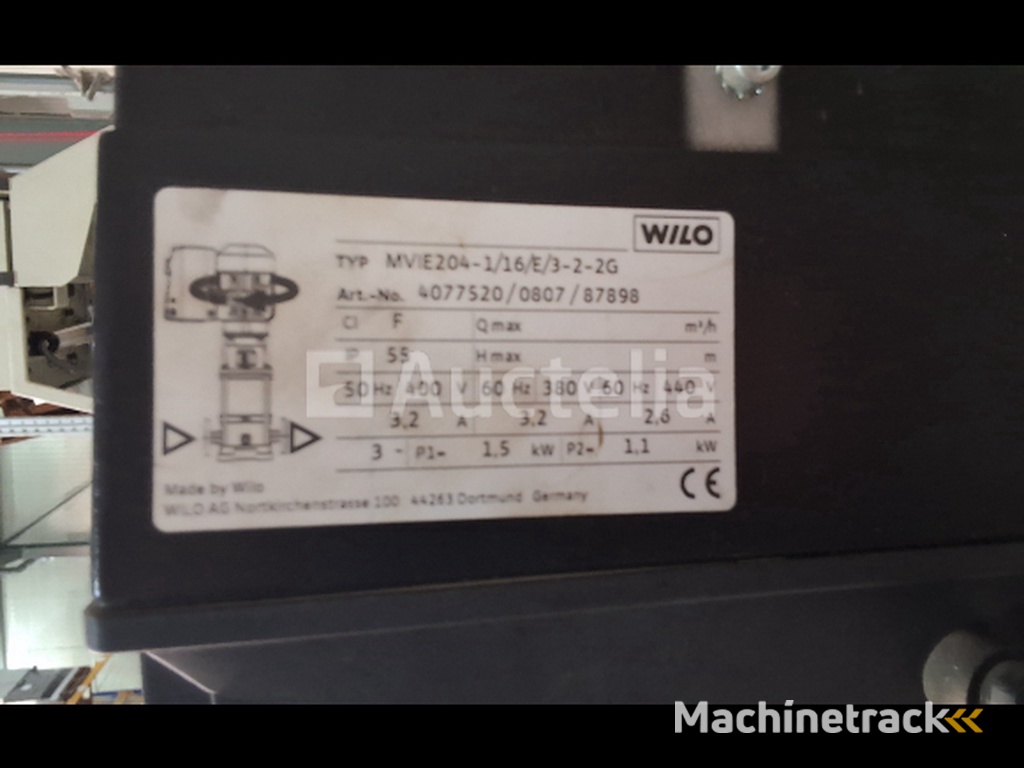 WILO
TYP MVIE204-1/16/E/3-2-2G
Art.-No. 4077520/0807/87898
Cl F Q max m³/h
IP 55 H max m
50 Hz 400 V 60 Hz 380 V 60 Hz 440 V
3,2 A 3,2 A 2,6 A
3 ~ P1= 1,5 kW P2= 1,1 kW
CE
Made by Wilo
WILO AG Nortkirchenstrasse 100 44263 Dortmund Germany
Auctelia
Machinetrack